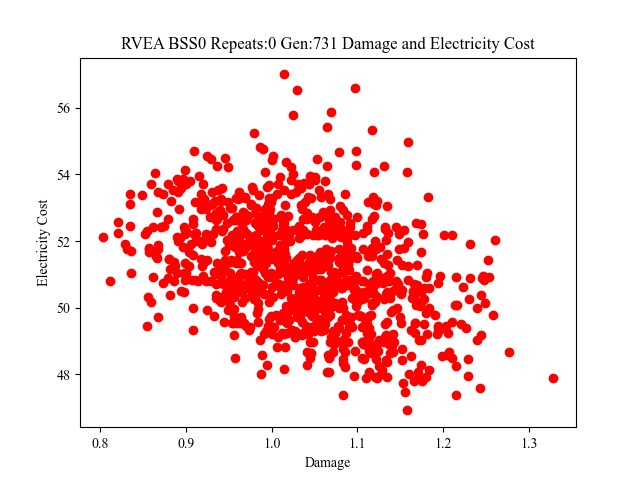 RVEA BSS0 Repeats:0 Gen:731 Damage and Electricity Cost
56
54
52
50
48
Electricity Cost
0.8 0.9 1.0 1.1 1.2 1.3
Damage